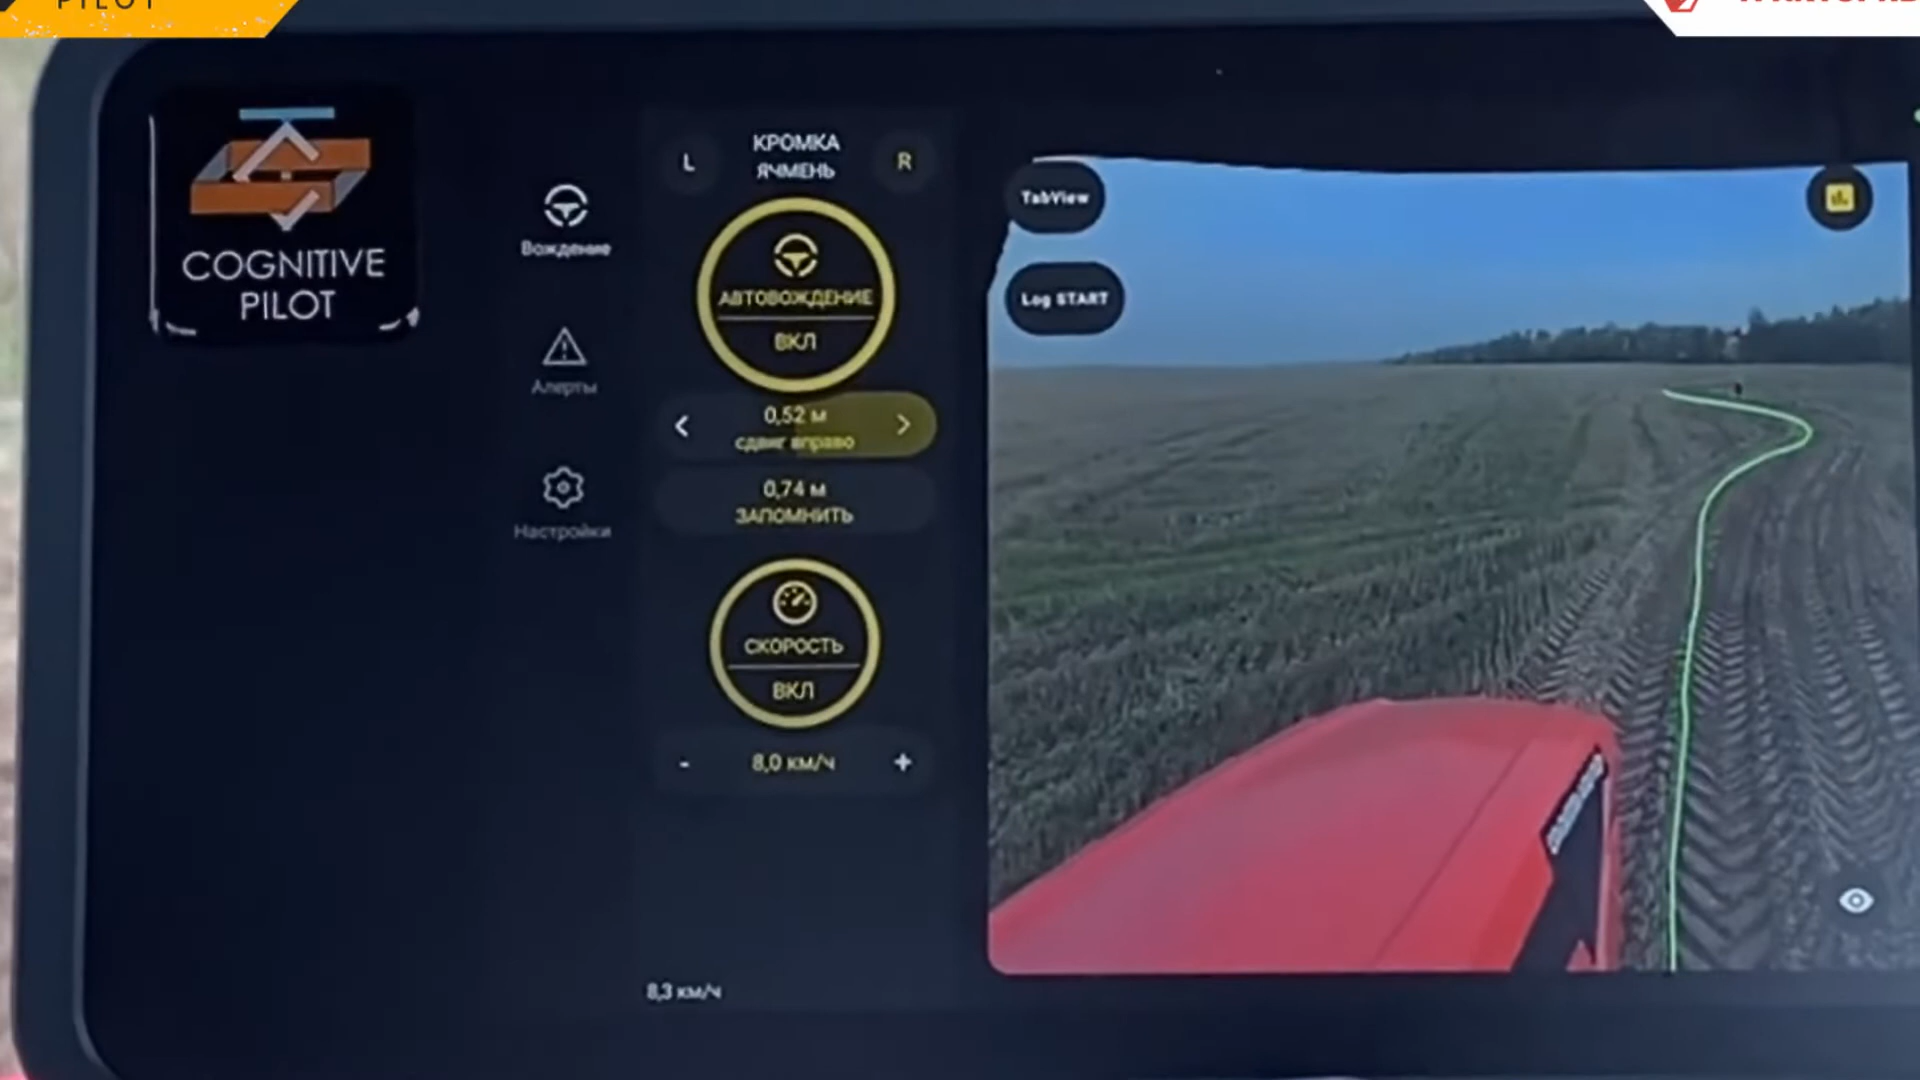 PILOT
COGNITIVE
PILOT
Вождение
Алерты
Настройки
L
КРОМКА
ЯЧМЕНЬ
R
АВТОВОЖДЕНИЕ
ВКЛ
0,52 м
сдвиг вправо
0,74 м
ЗАПОМНИТЬ
СКОРОСТЬ
ВКЛ
- 8,0 км/ч +
8,3 км/ч
TabView
Log START